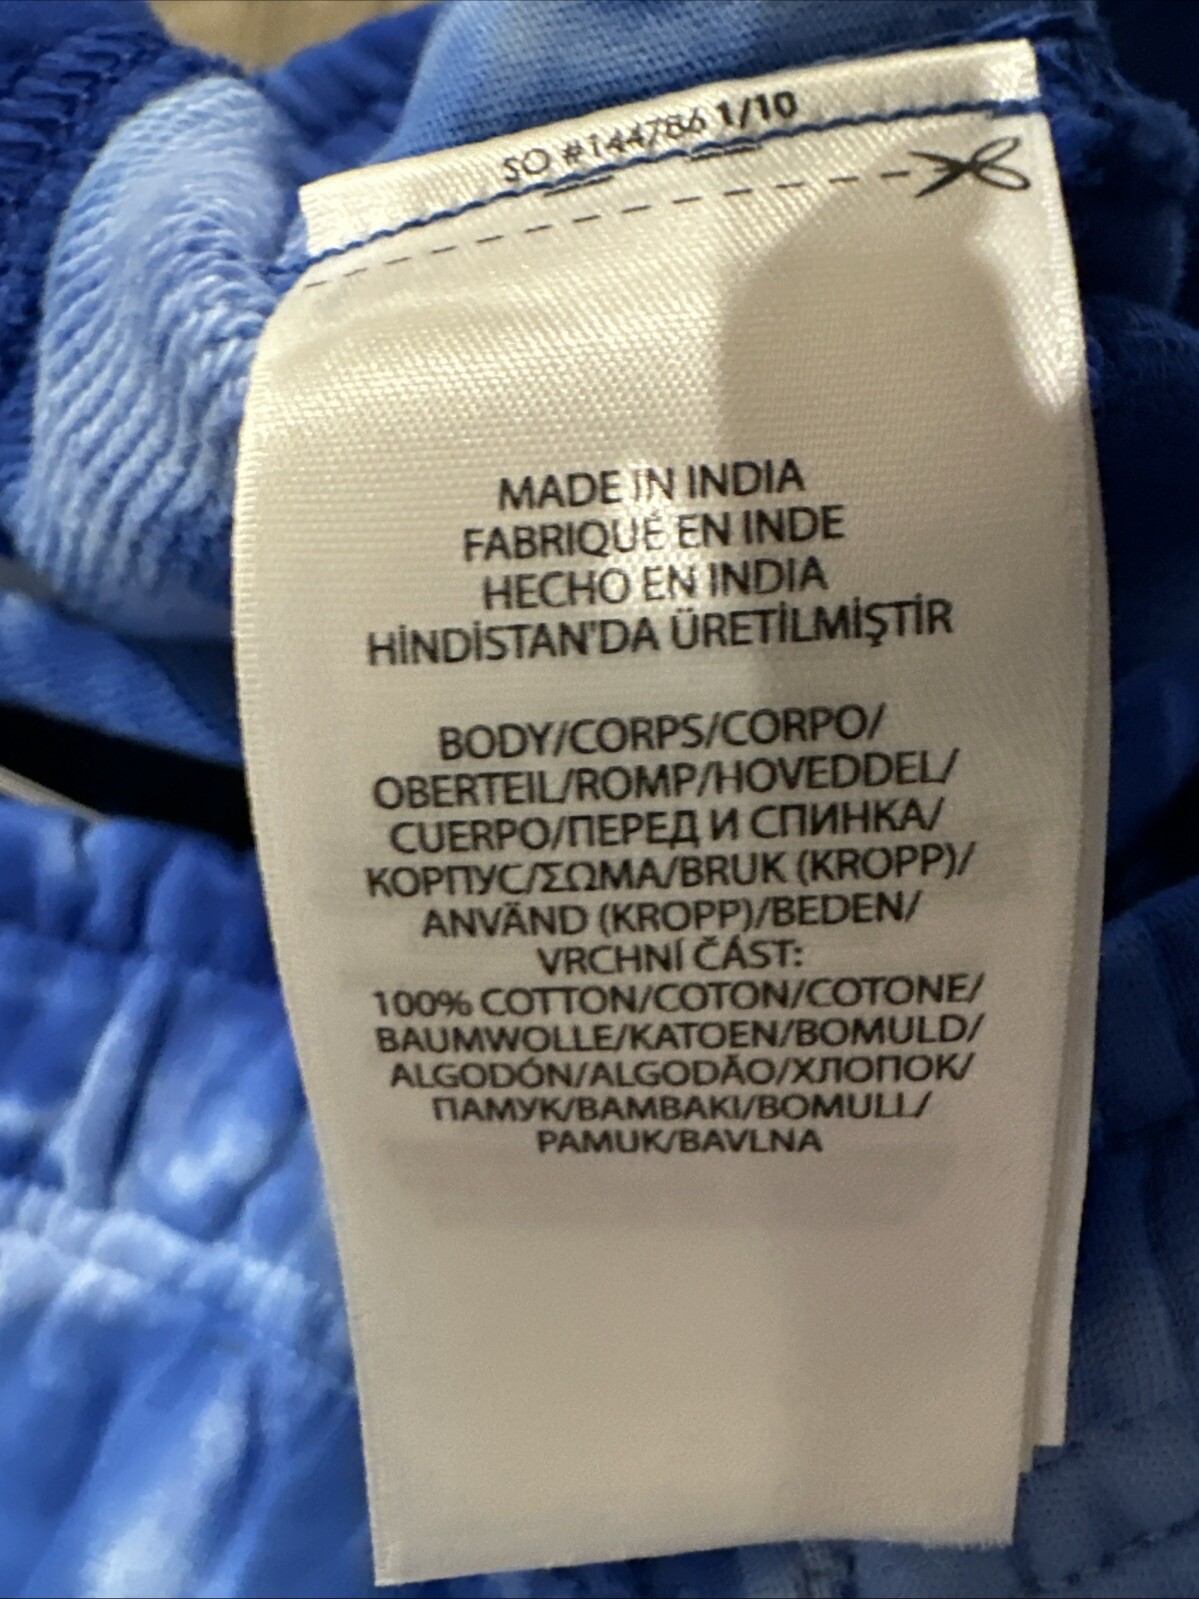 SO #144786 1/10
MADE IN INDIA
FABRIQUÉ EN INDE
HECHO EN INDIA
HİNDİSTAN'DA ÜRETİLMİŞTİR
BODY/CORPS/CORPO/
OBERTEIL/ROMP/HOVEDDEL/
CUERPO/ПЕРЕД И СПИНКА/
КОРПУС/ΣΩΜΑ/BRUK (KROPP)/
ANVÄND (KROPP)/BEDEN/
VRCHNÍ ČÁST:
100% COTTON/COTON/COTONE/
BAUMWOLLE/KATOEN/BOMULD/
ALGODÓN/ALGODÃO/ХЛОПОК/
ПАМУК/ΒΑΜΒΑΚΙ/BOMULL/
PAMUK/BAVLNA